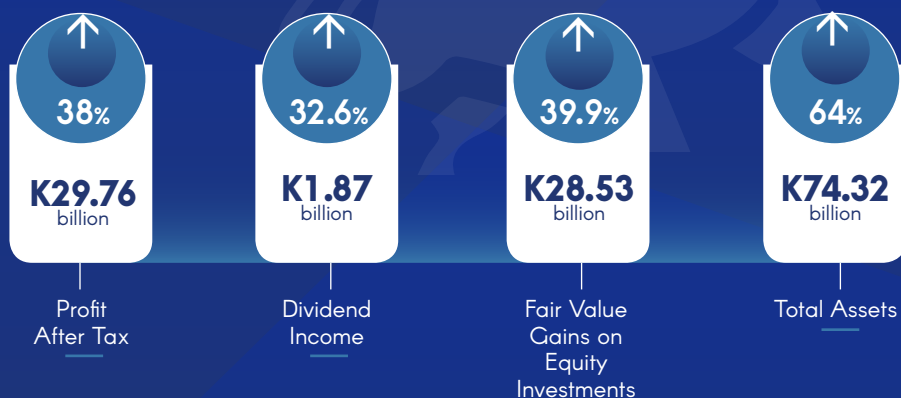 38%
K29.76
billion
Profit
After Tax
32.6%
K1.87
billion
Dividend
Income
39.9%
K28.53
billion
Fair Value
Gains on
Equity
Investments
64%
K74.32
billion
Total Assets